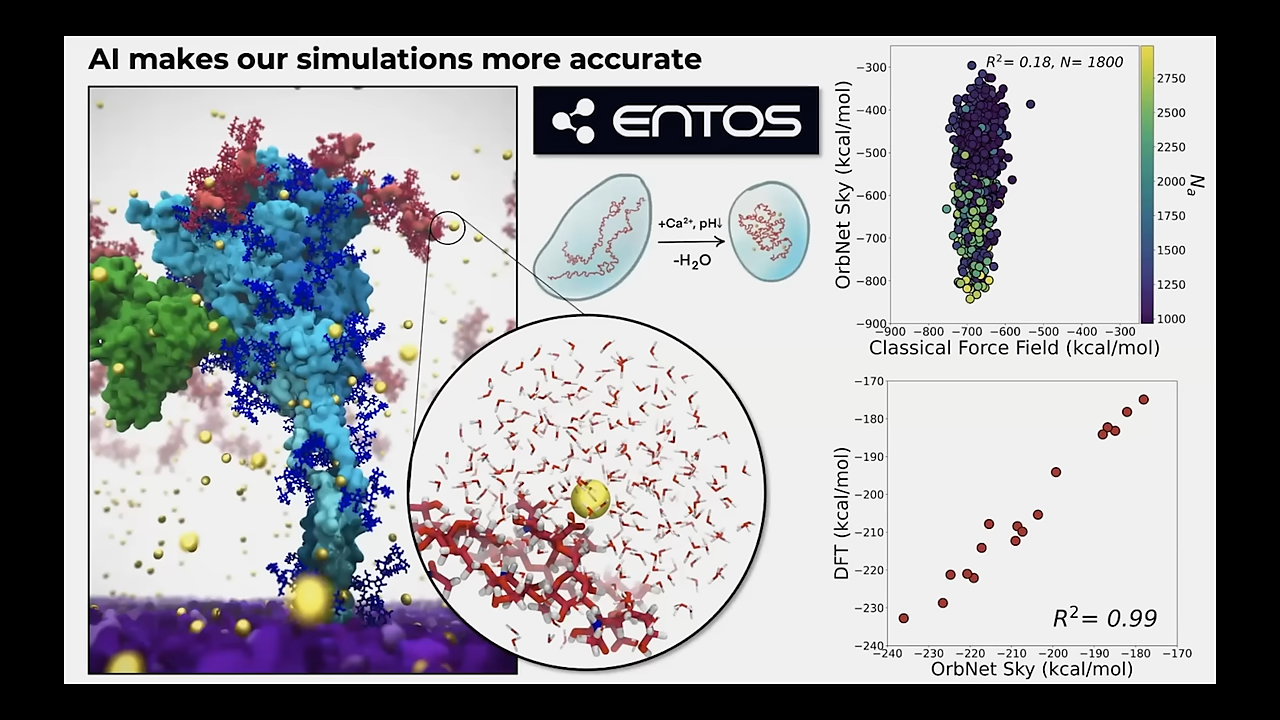 AI makes our simulations more accurate
ENTOS
+Ca²⁺, pH↓
-H₂O
R²= 0.18, N= 1800
OrbNet Sky (kcal/mol)
−300
−400
−500
−600
−700
−800
−900
−900 −800 −700 −600 −500 −400 −300
Classical Force Field (kcal/mol)
2750
2500
2250
2000
1750
1500
1250
1000
Nₐ
DFT (kcal/mol)
−170
−180
−190
−200
−210
−220
−230
−240
−240 −230 −220 −210 −200 −190 −180 −170
R²= 0.99
OrbNet Sky (kcal/mol)